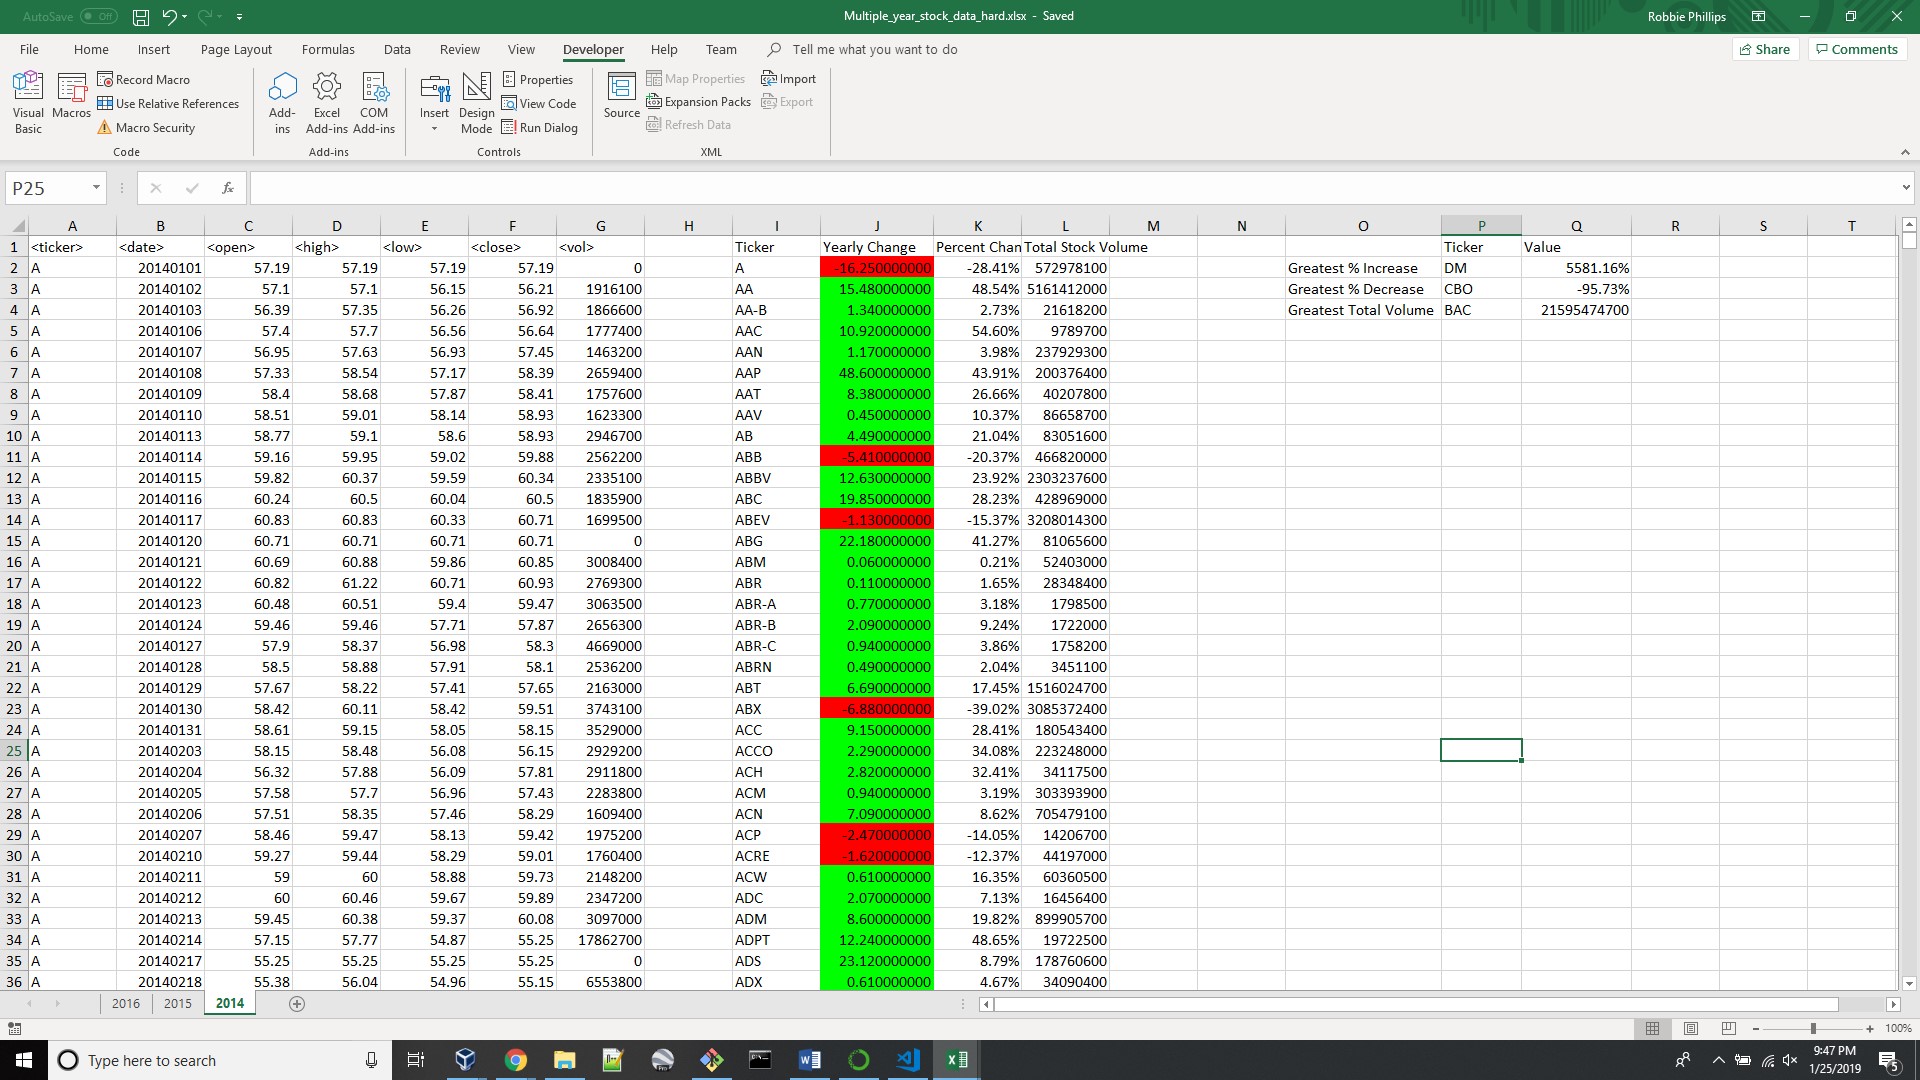 AutoSave Off Multiple_year_stock_data_hard.xlsx - Saved Robbie Phillips
File Home Insert Page Layout Formulas Data Review View Developer Help Team Tell me what you want to do Share Comments
Visual Basic Macros Record Macro Use Relative References Macro Security
Add-ins Excel Add-ins COM Add-ins
Insert Design Mode Properties View Code Run Dialog
Source Map Properties Expansion Packs Refresh Data Import Export
Code Add-ins Controls XML
P25 fx
A B C D E F G H I J K L M N O P Q R S T
1 <ticker> <date> <open> <high> <low> <close> <vol> Ticker Yearly Change Percent Chan Total Stock Volume Ticker Value
2 A 20140101 57.19 57.19 57.19 57.19 0 A -16.250000000 -28.41% 572978100 Greatest % Increase DM 5581.16%
3 A 20140102 57.1 57.1 56.15 56.21 1916100 AA 15.480000000 48.54% 5161412000 Greatest % Decrease CBO -95.73%
4 A 20140103 56.39 57.35 56.26 56.92 1866600 AA-B 1.340000000 2.73% 21618200 Greatest Total Volume BAC 21595474700
5 A 20140106 57.4 57.7 56.56 56.64 1777400 AAC 10.920000000 54.60% 9789700
6 A 20140107 56.95 57.63 56.93 57.45 1463200 AAN 1.170000000 3.98% 237929300
7 A 20140108 57.33 58.54 57.17 58.39 2659400 AAP 48.600000000 43.91% 200376400
8 A 20140109 58.4 58.68 57.87 58.41 1757600 AAT 8.380000000 26.66% 40207800
9 A 20140110 58.51 59.01 58.14 58.93 1623300 AAV 0.450000000 10.37% 86658700
10 A 20140113 58.77 59.1 58.6 58.93 2946700 AB 4.490000000 21.04% 83051600
11 A 20140114 59.16 59.95 59.02 59.88 2562200 ABB -5.410000000 -20.37% 466820000
12 A 20140115 59.82 60.37 59.59 60.34 2335100 ABBV 12.630000000 23.92% 2303237600
13 A 20140116 60.24 60.5 60.04 60.5 1835900 ABC 19.850000000 28.23% 428969000
14 A 20140117 60.83 60.83 60.33 60.71 1699500 ABEV -1.130000000 -15.37% 3208014300
15 A 20140120 60.71 60.71 60.71 60.71 0 ABG 22.180000000 41.27% 81065600
16 A 20140121 60.69 60.88 59.86 60.85 3008400 ABM 0.060000000 0.21% 52403000
17 A 20140122 60.82 61.22 60.71 60.93 2769300 ABR 0.110000000 1.65% 28348400
18 A 20140123 60.48 60.51 59.4 59.47 3063500 ABR-A 0.770000000 3.18% 1798500
19 A 20140124 59.46 59.46 57.71 57.87 2656300 ABR-B 2.090000000 9.24% 1722000
20 A 20140127 57.9 58.37 56.98 58.3 4669000 ABR-C 0.940000000 3.86% 1758200
21 A 20140128 58.5 58.88 57.91 58.1 2536200 ABRN 0.490000000 2.04% 3451100
22 A 20140129 57.67 58.22 57.41 57.65 2163000 ABT 6.690000000 17.45% 1516024700
23 A 20140130 58.42 60.11 58.42 59.51 3743100 ABX -6.880000000 -39.02% 3085372400
24 A 20140131 58.61 59.15 58.05 58.15 3529000 ACC 9.150000000 28.41% 180543400
25 A 20140203 58.15 58.48 56.08 56.15 2929200 ACCO 2.290000000 34.08% 223248000
26 A 20140204 56.32 57.88 56.09 57.81 2911800 ACH 2.820000000 32.41% 34117500
27 A 20140205 57.58 57.7 56.96 57.43 2283800 ACM 0.940000000 3.19% 303393900
28 A 20140206 57.51 58.35 57.46 58.29 1609400 ACN 7.090000000 8.62% 705479100
29 A 20140207 58.46 59.47 58.13 59.42 1975200 ACP -2.470000000 -14.05% 14206700
30 A 20140210 59.27 59.44 58.29 59.01 1760400 ACRE -1.620000000 -12.37% 44197000
31 A 20140211 59 60 58.88 59.73 2148200 ACW 0.610000000 16.35% 60360500
32 A 20140212 60 60.46 59.67 59.89 2347200 ADC 2.070000000 7.13% 16456400
33 A 20140213 59.45 60.38 59.37 60.08 3097000 ADM 8.600000000 19.82% 899905700
34 A 20140214 57.15 57.77 54.87 55.25 17862700 ADPT 12.240000000 48.65% 19722500
35 A 20140217 55.25 55.25 55.25 55.25 0 ADS 23.120000000 8.79% 178760600
36 A 20140218 55.38 56.04 54.96 55.15 6553800 ADX 0.610000000 4.67% 34090400
2016 2015 2014
100%
Type here to search
9:47 PM
1/25/2019
5